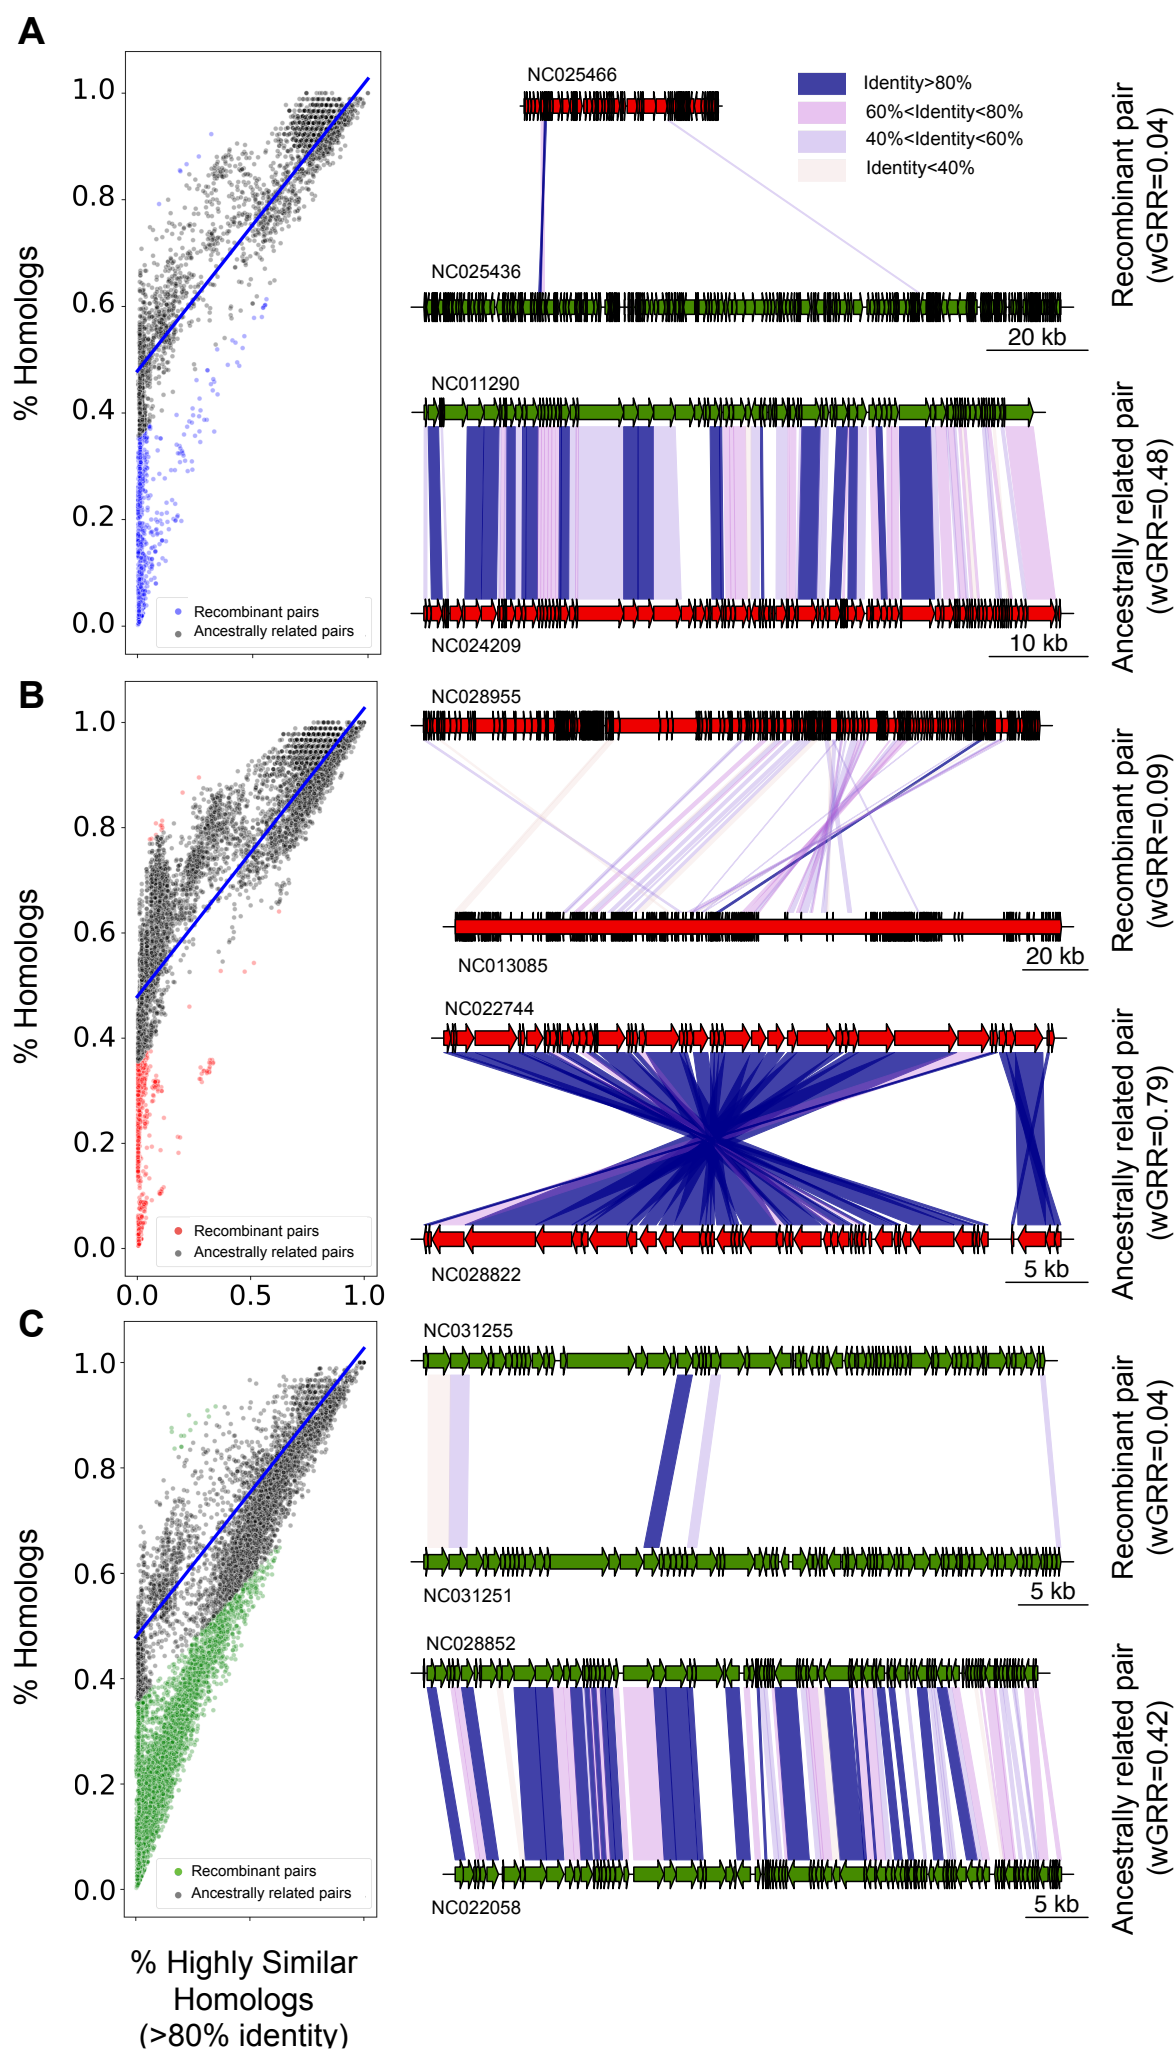 A
1.0
0.8
0.6
0.4
0.2
0.0
% Homologs
Recombinant pairs
Ancestrally related pairs
NC025466
Identity>80%
60%<Identity<80%
40%<Identity<60%
Identity<40%
NC025436
20 kb
Recombinant pair
(wGRR=0.04)
NC011290
NC024209
10 kb
Ancestrally related pair
(wGRR=0.48)
B
1.0
0.8
0.6
0.4
0.2
0.0
% Homologs
Recombinant pairs
Ancestrally related pairs
0.0 0.5 1.0
NC028955
NC013085
20 kb
Recombinant pair
(wGRR=0.09)
NC022744
NC028822
5 kb
Ancestrally related pair
(wGRR=0.79)
C
1.0
0.8
0.6
0.4
0.2
0.0
% Homologs
Recombinant pairs
Ancestrally related pairs
NC031255
NC031251
5 kb
Recombinant pair
(wGRR=0.04)
NC028852
NC022058
5 kb
Ancestrally related pair
(wGRR=0.42)
% Highly Similar
Homologs
(>80% identity)